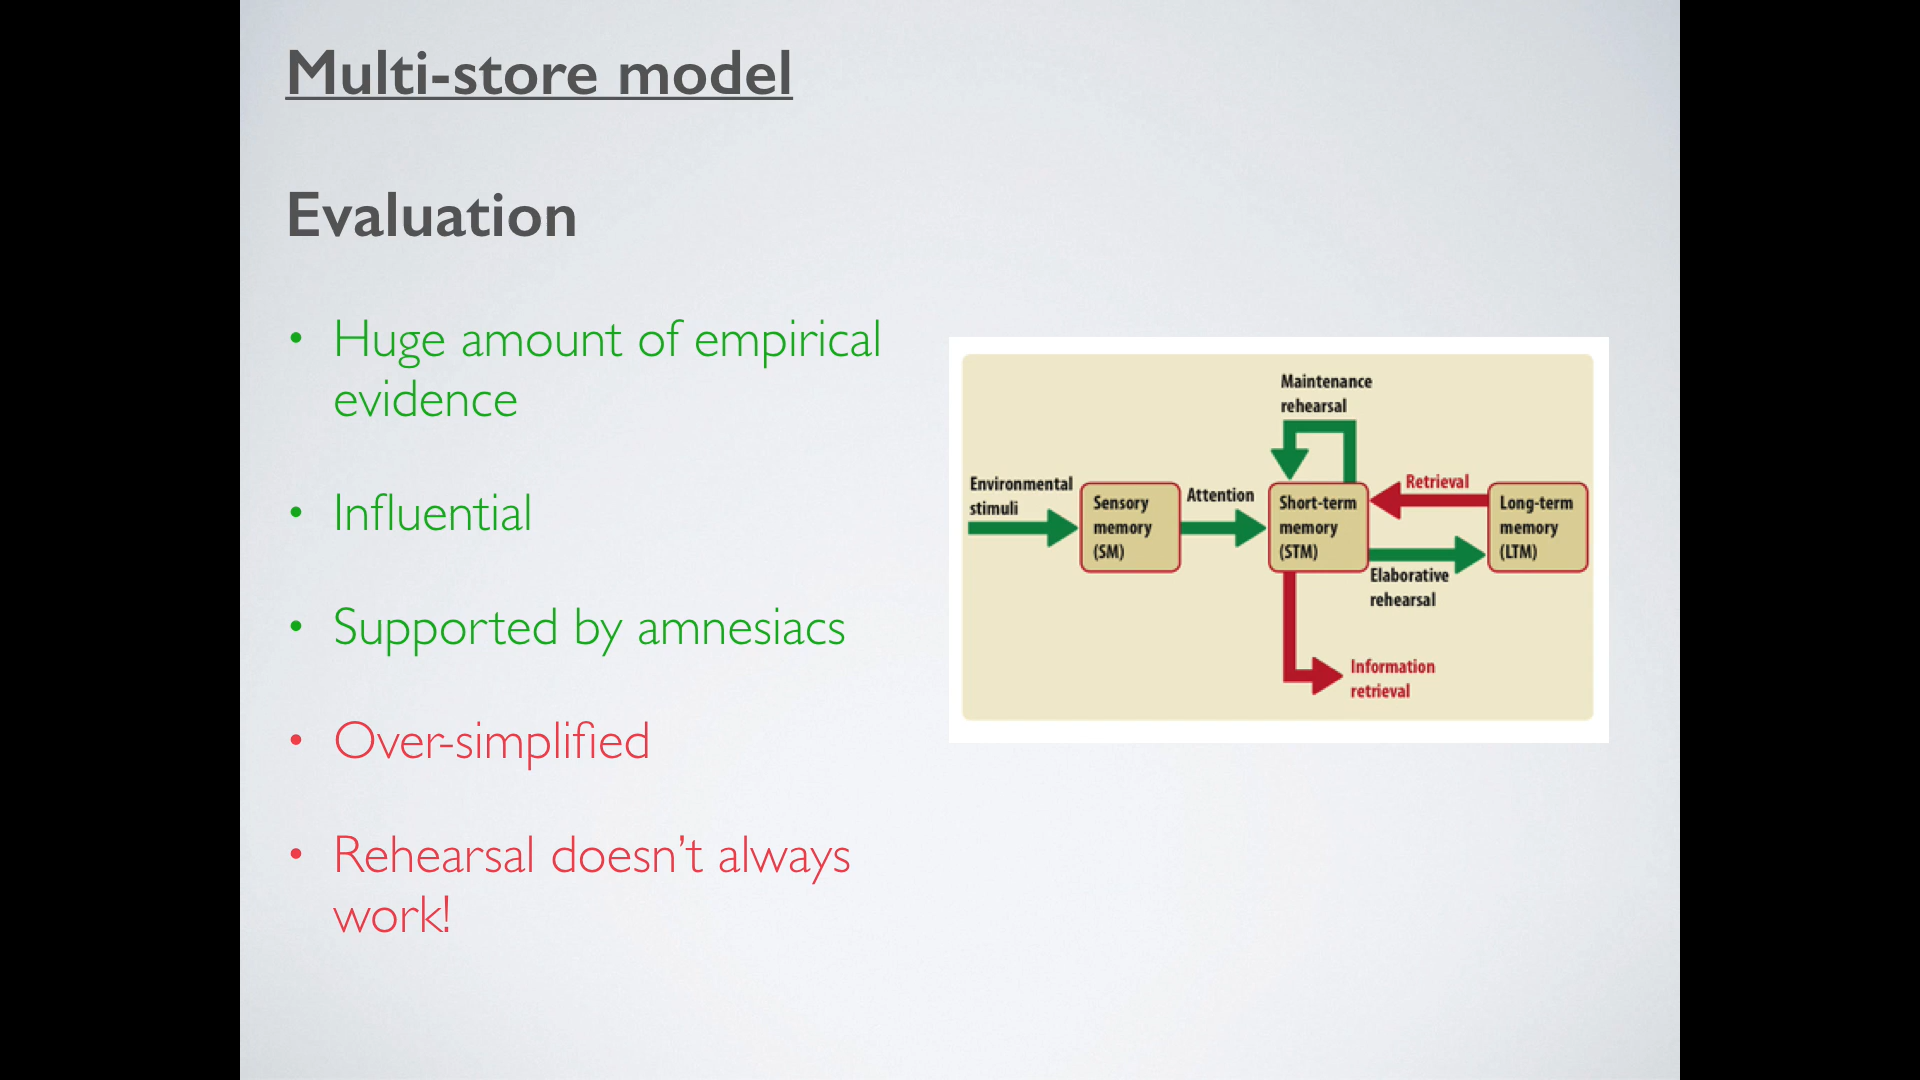 Multi-store model
Evaluation
• Huge amount of empirical
evidence
• Influential
• Supported by amnesiacs
• Over-simplified
• Rehearsal doesn't always
work!
Maintenance
rehearsal
Environmental
stimuli
Sensory
memory
(SM)
Attention
Short-term
memory
(STM)
Retrieval
Elaborative
rehearsal
Long-term
memory
(LTM)
Information
retrieval